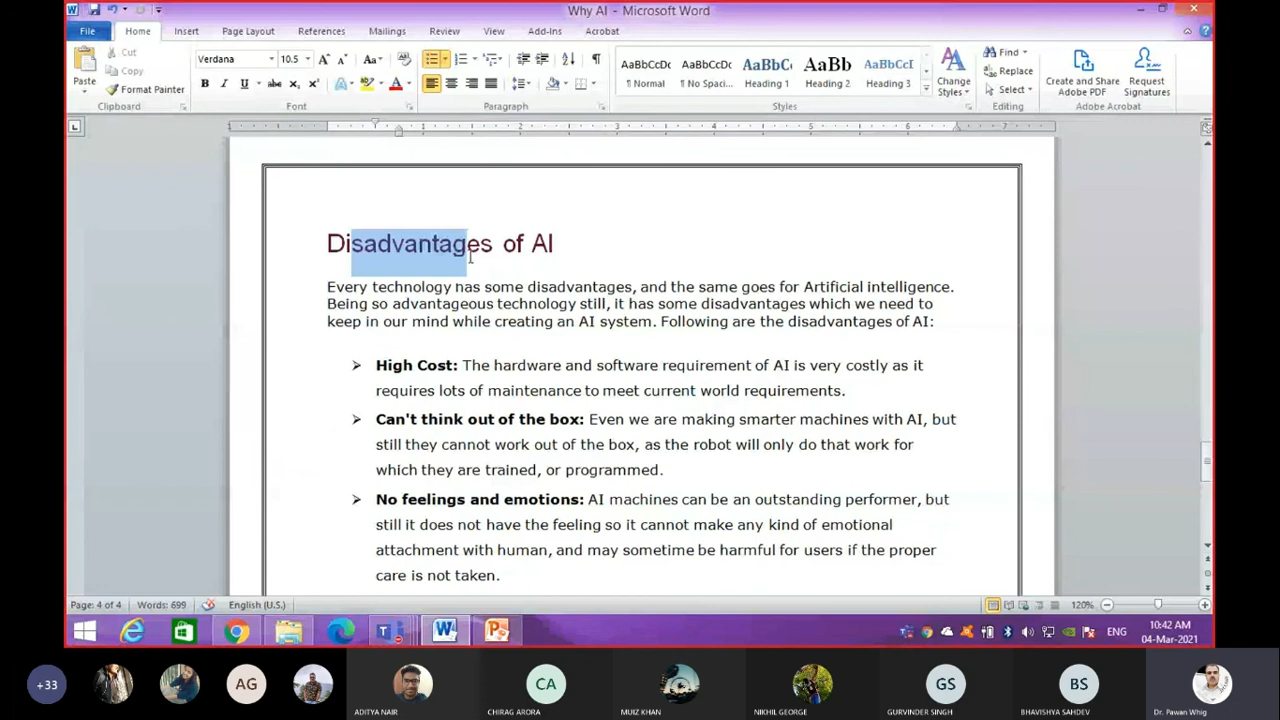 Why AI - Microsoft Word
File Home Insert Page Layout References Mailings Review View Add-Ins Acrobat
Cut
Copy
Paste
Format Painter
Clipboard
Verdana 10.5
Font
Paragraph
AaBbCcDc AaBbCcDc AaBbC AaBb AaBbCcI
¶ Normal ¶ No Spaci... Heading 1 Heading 2 Heading 3
Change Styles
Styles
Find
Replace
Select
Editing
Create and Share Adobe PDF
Request Signatures
Adobe Acrobat
1 1 2 3 4 5 6 7
Disadvantages of AI
Every technology has some disadvantages, and the same goes for Artificial intelligence.
Being so advantageous technology still, it has some disadvantages which we need to
keep in our mind while creating an AI system. Following are the disadvantages of AI:
High Cost: The hardware and software requirement of AI is very costly as it
requires lots of maintenance to meet current world requirements.
Can't think out of the box: Even we are making smarter machines with AI, but
still they cannot work out of the box, as the robot will only do that work for
which they are trained, or programmed.
No feelings and emotions: AI machines can be an outstanding performer, but
still it does not have the feeling so it cannot make any kind of emotional
attachment with human, and may sometime be harmful for users if the proper
care is not taken.
Page: 4 of 4 Words: 699 English (U.S.) 120%
ENG 10:42 AM
04-Mar-2021
+33 AG CA GS BS
ADITYA NAIR CHIRAG ARORA MUIZ KHAN NIKHIL GEORGE GURVINDER SINGH BHAVISHYA SAHDEV Dr. Pawan Whig